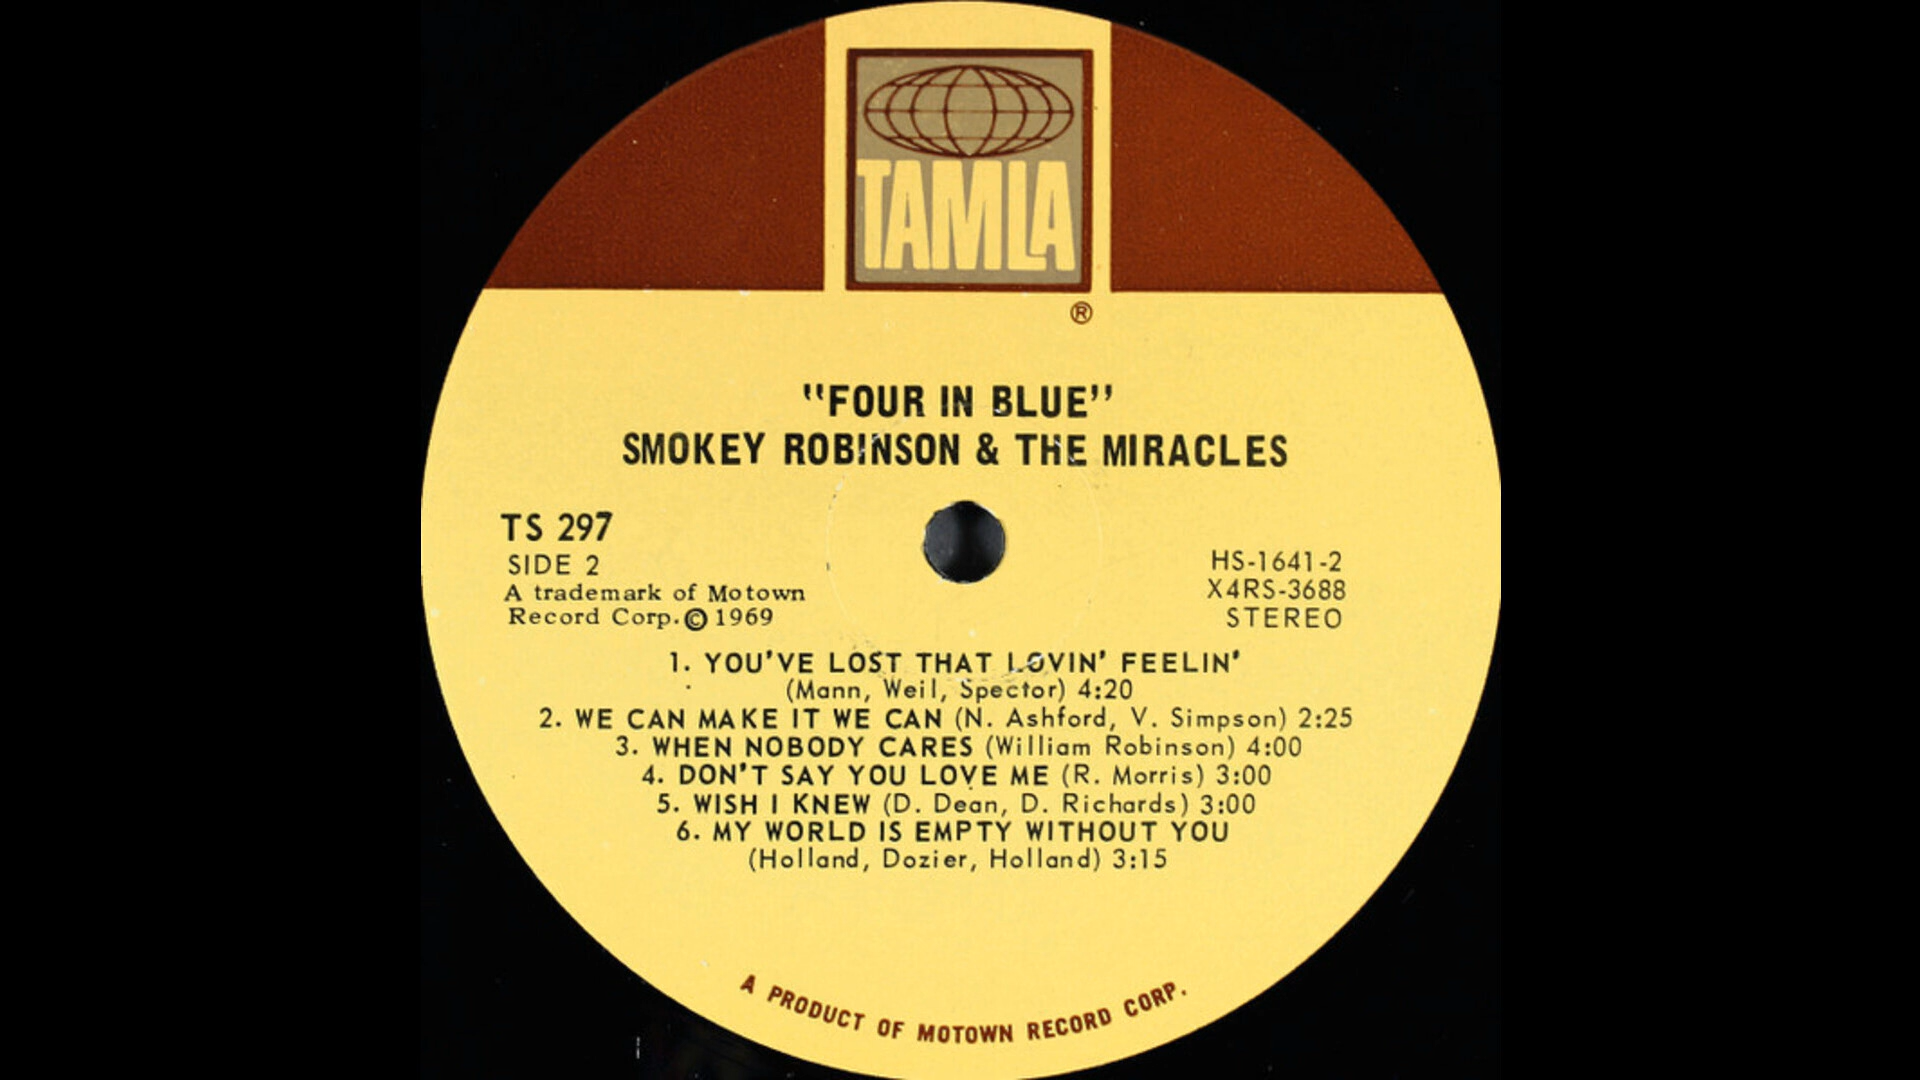 TAMLA
®
"FOUR IN BLUE"
SMOKEY ROBINSON & THE MIRACLES
TS 297
SIDE 2
A trademark of Motown
Record Corp. © 1969
HS-1641-2
X4RS-3688
STEREO
1. YOU'VE LOST THAT LOVIN' FEELIN'
(Mann, Weil, Spector) 4:20
2. WE CAN MAKE IT WE CAN (N. Ashford, V. Simpson) 2:25
3. WHEN NOBODY CARES (William Robinson) 4:00
4. DON'T SAY YOU LOVE ME (R. Morris) 3:00
5. WISH I KNEW (D. Dean, D. Richards) 3:00
6. MY WORLD IS EMPTY WITHOUT YOU
(Holland, Dozier, Holland) 3:15
A PRODUCT OF MOTOWN RECORD CORP.